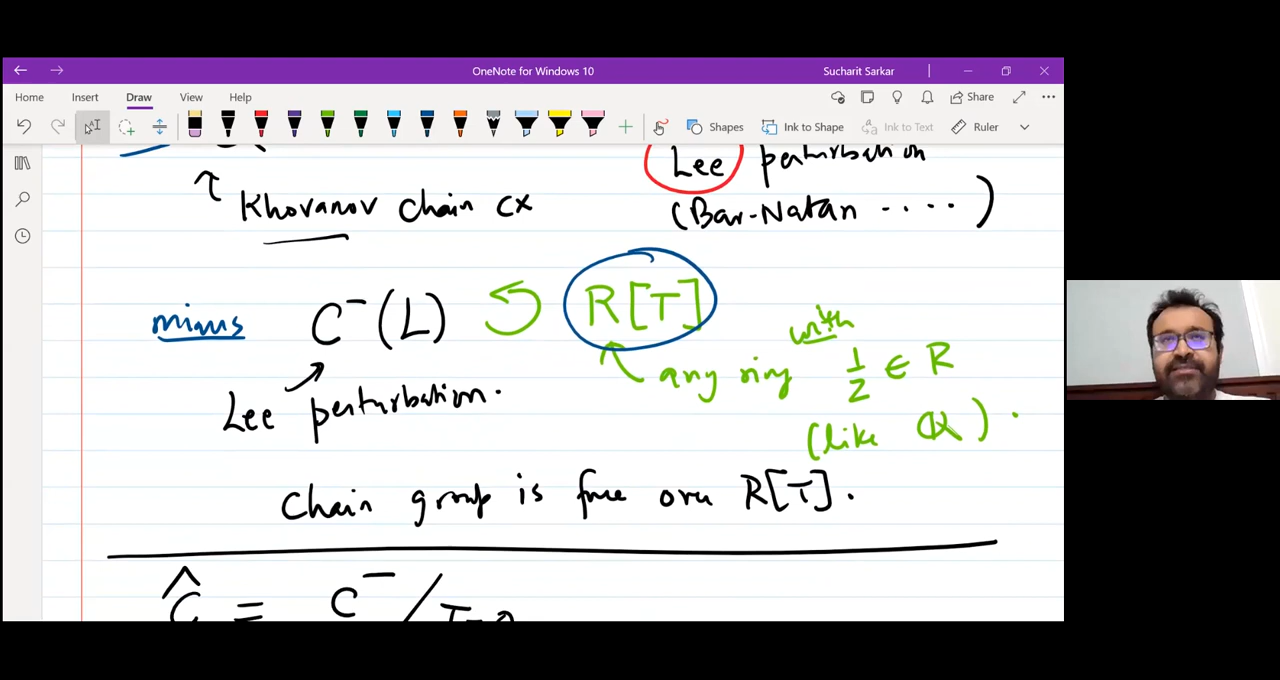 OneNote for Windows 10
Sucharit Sarkar
Home Insert Draw View Help
Share
Shapes Ink to Shape Ink to Text Ruler
Lee perturbation
Khovanov chain cx
(Bar-Natan ....)
minus C⁻(L) R[T]
any ring with 1/2 ∈ R
Lee perturbation.
(like ℚ).
Chain group is free over R[T].
Ĉ = C⁻/T=0